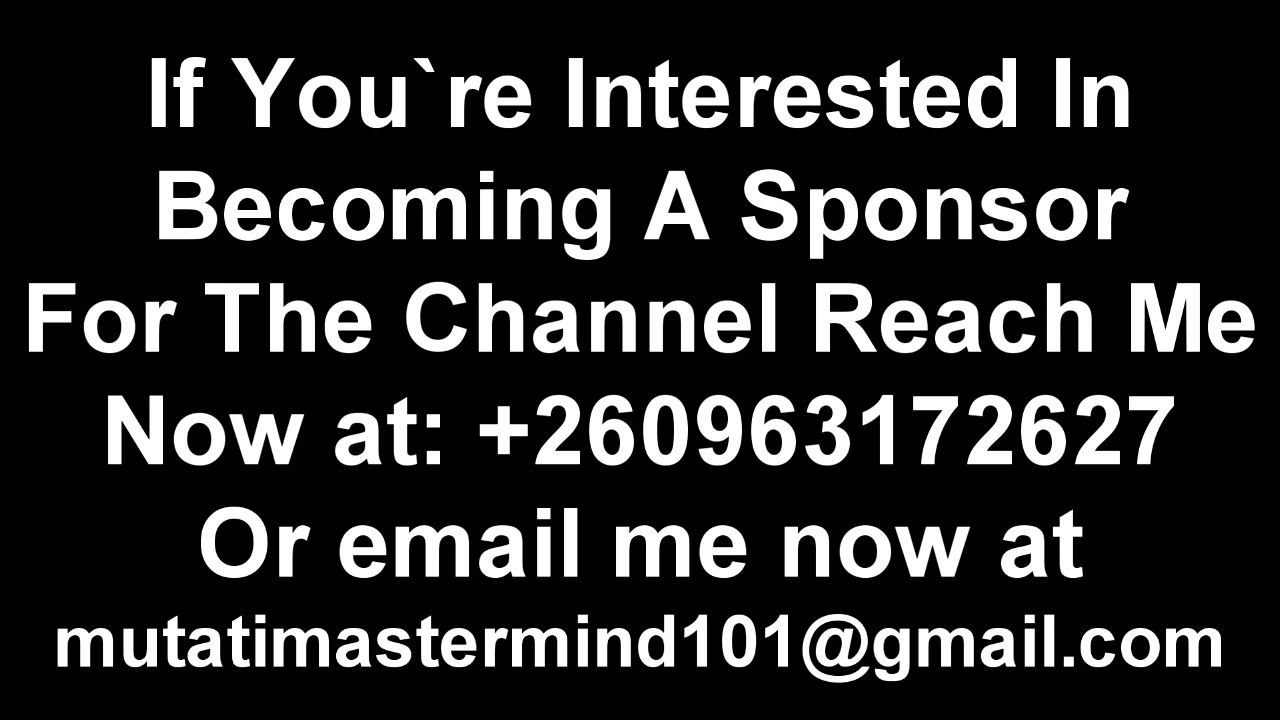 If You`re Interested In
Becoming A Sponsor
For The Channel Reach Me
Now at: +260963172627
Or email me now at
mutatimastermind101@gmail.com